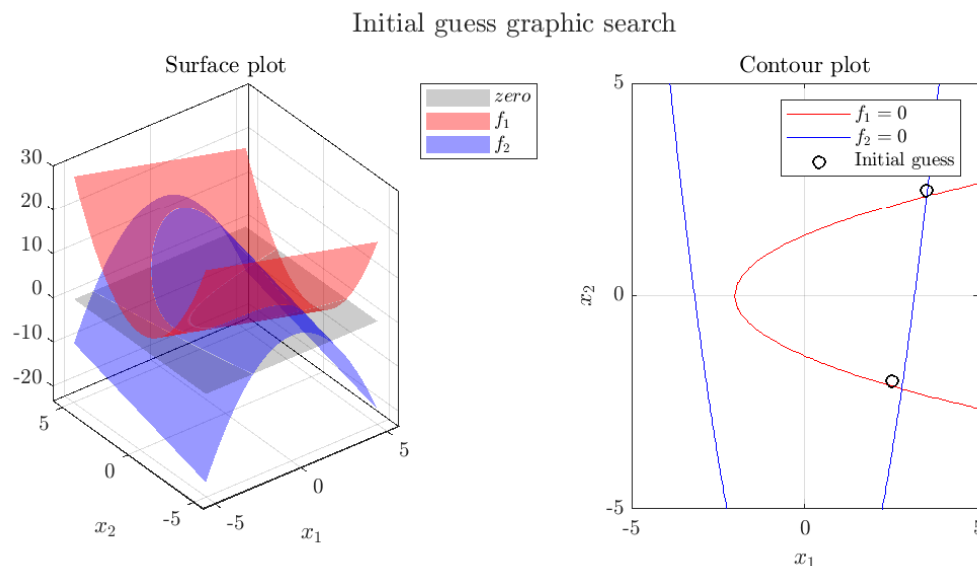 Initial guess graphic search
Surface plot
zero
f₁
f₂
30
20
10
0
-10
-20
5
0
-5
x₂
-5
0
5
x₁
Contour plot
f₁ = 0
f₂ = 0
Initial guess
5
0
-5
x₂
-5
0
5
x₁